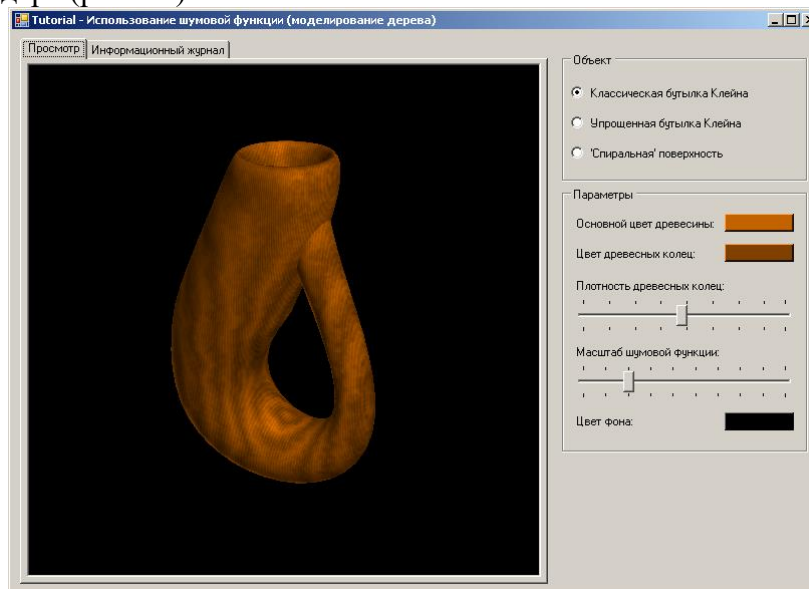 Tutorial - Использование шумовой функции (моделирование дерева)
Просмотр
Информационный журнал
Объект
Классическая бутылка Клейна
Упрощенная бутылка Клейна
'Спиральная' поверхность
Параметры
Основной цвет древесины:
Цвет древесных колец:
Плотность древесных колец:
Масштаб шумовой функции:
Цвет фона: